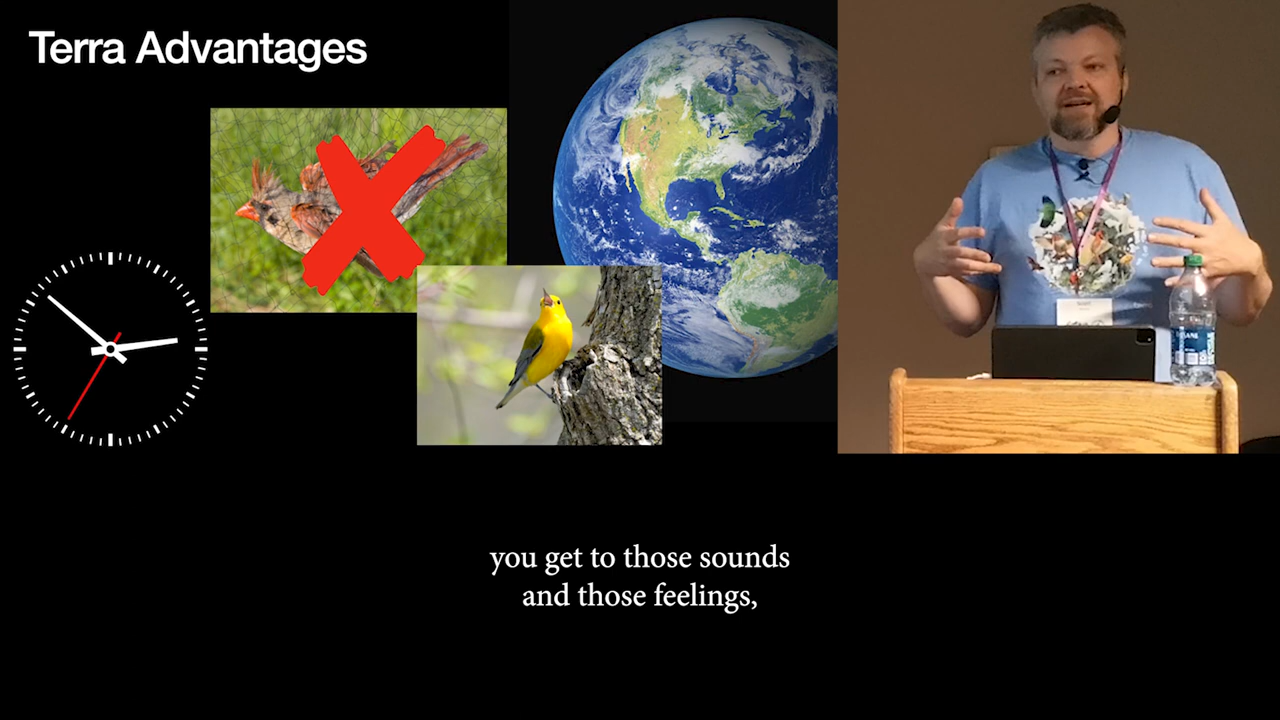 Terra Advantages
you get to those sounds
and those feelings,